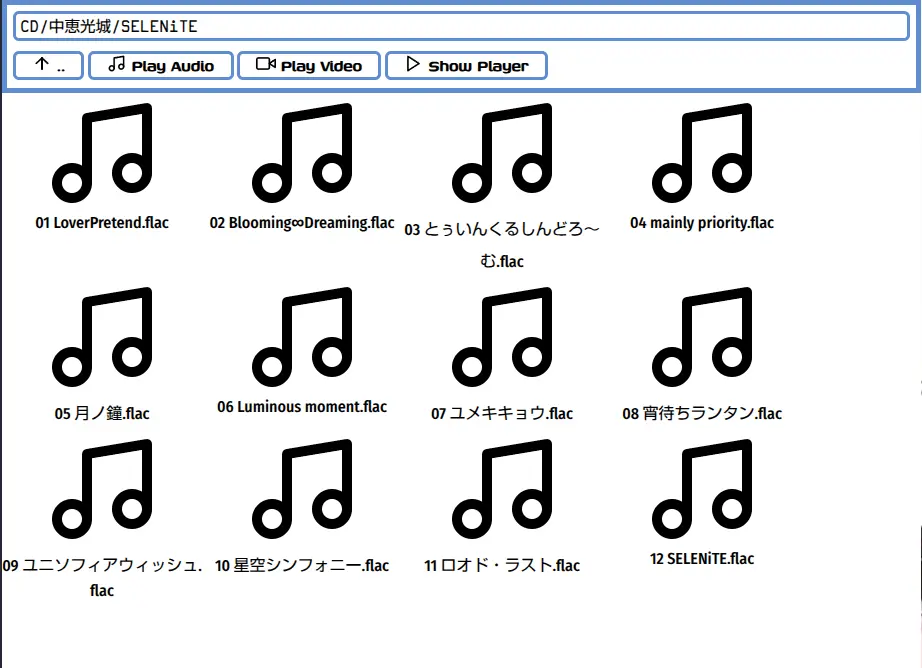 CD/中恵光城/SELENiTE
..
Play Audio
Play Video
Show Player
01 LoverPretend.flac
02 Blooming∞Dreaming.flac
03 とぅいんくるしんどろ〜
む.flac
04 mainly priority.flac
05 月ノ鐘.flac
06 Luminous moment.flac
07 ユメキキョウ.flac
08 宵待ちランタン.flac
09 ユニソフィアウィッシュ.
flac
10 星空シンフォニー.flac
11 ロオド・ラスト.flac
12 SELENiTE.flac